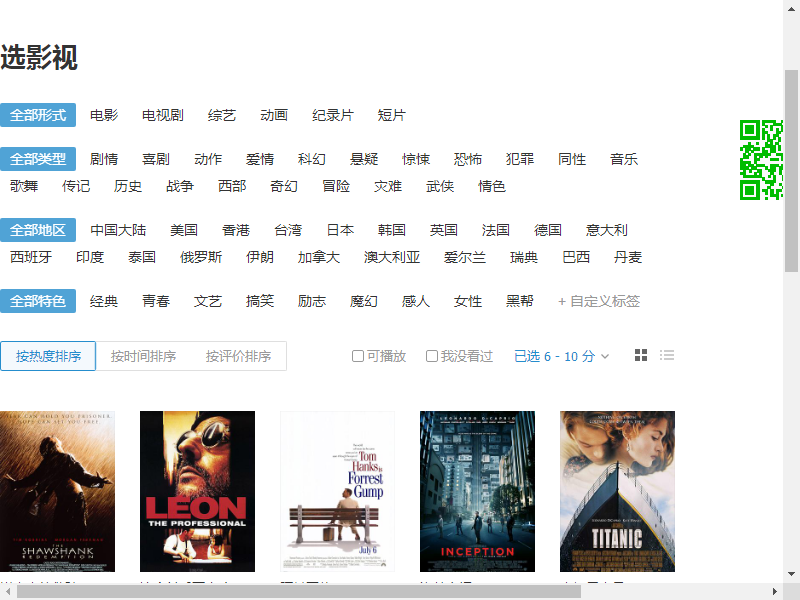 选影视
全部形式 电影 电视剧 综艺 动画 纪录片 短片
全部类型 剧情 喜剧 动作 爱情 科幻 悬疑 惊悚 恐怖 犯罪 同性 音乐
歌舞 传记 历史 战争 西部 奇幻 冒险 灾难 武侠 情色
全部地区 中国大陆 美国 香港 台湾 日本 韩国 英国 法国 德国 意大利
西班牙 印度 泰国 俄罗斯 伊朗 加拿大 澳大利亚 爱尔兰 瑞典 巴西 丹麦
全部特色 经典 青春 文艺 搞笑 励志 魔幻 感人 女性 黑帮 + 自定义标签
按热度排序 按时间排序 按评价排序 可播放 我没看过 已选 6 - 10 分
THE
SHAWSHANK
REDEMPTION
LEON
THE PROFESSIONAL
Tom
Hanks is
Forrest
Gump
July 6
LEONARDO DICAPRIO
INCEPTION
TITANIC